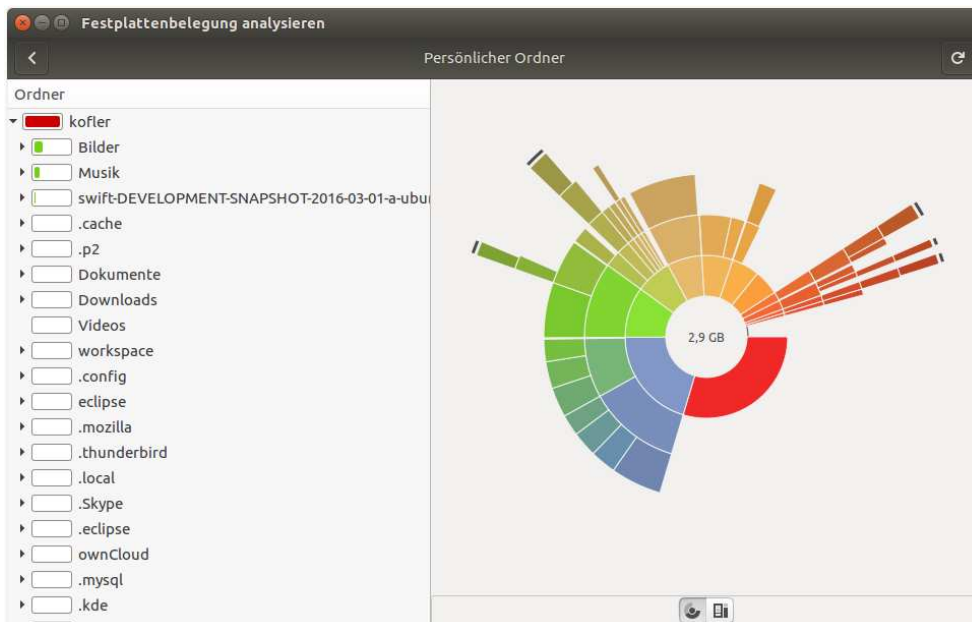 Festplattenbelegung analysieren
Persönlicher Ordner
Ordner
kofler
Bilder
Musik
swift-DEVELOPMENT-SNAPSHOT-2016-03-01-a-ubu
.cache
.p2
Dokumente
Downloads
Videos
workspace
.config
eclipse
.mozilla
.thunderbird
.local
.Skype
.eclipse
ownCloud
.mysql
.kde
2,9 GB